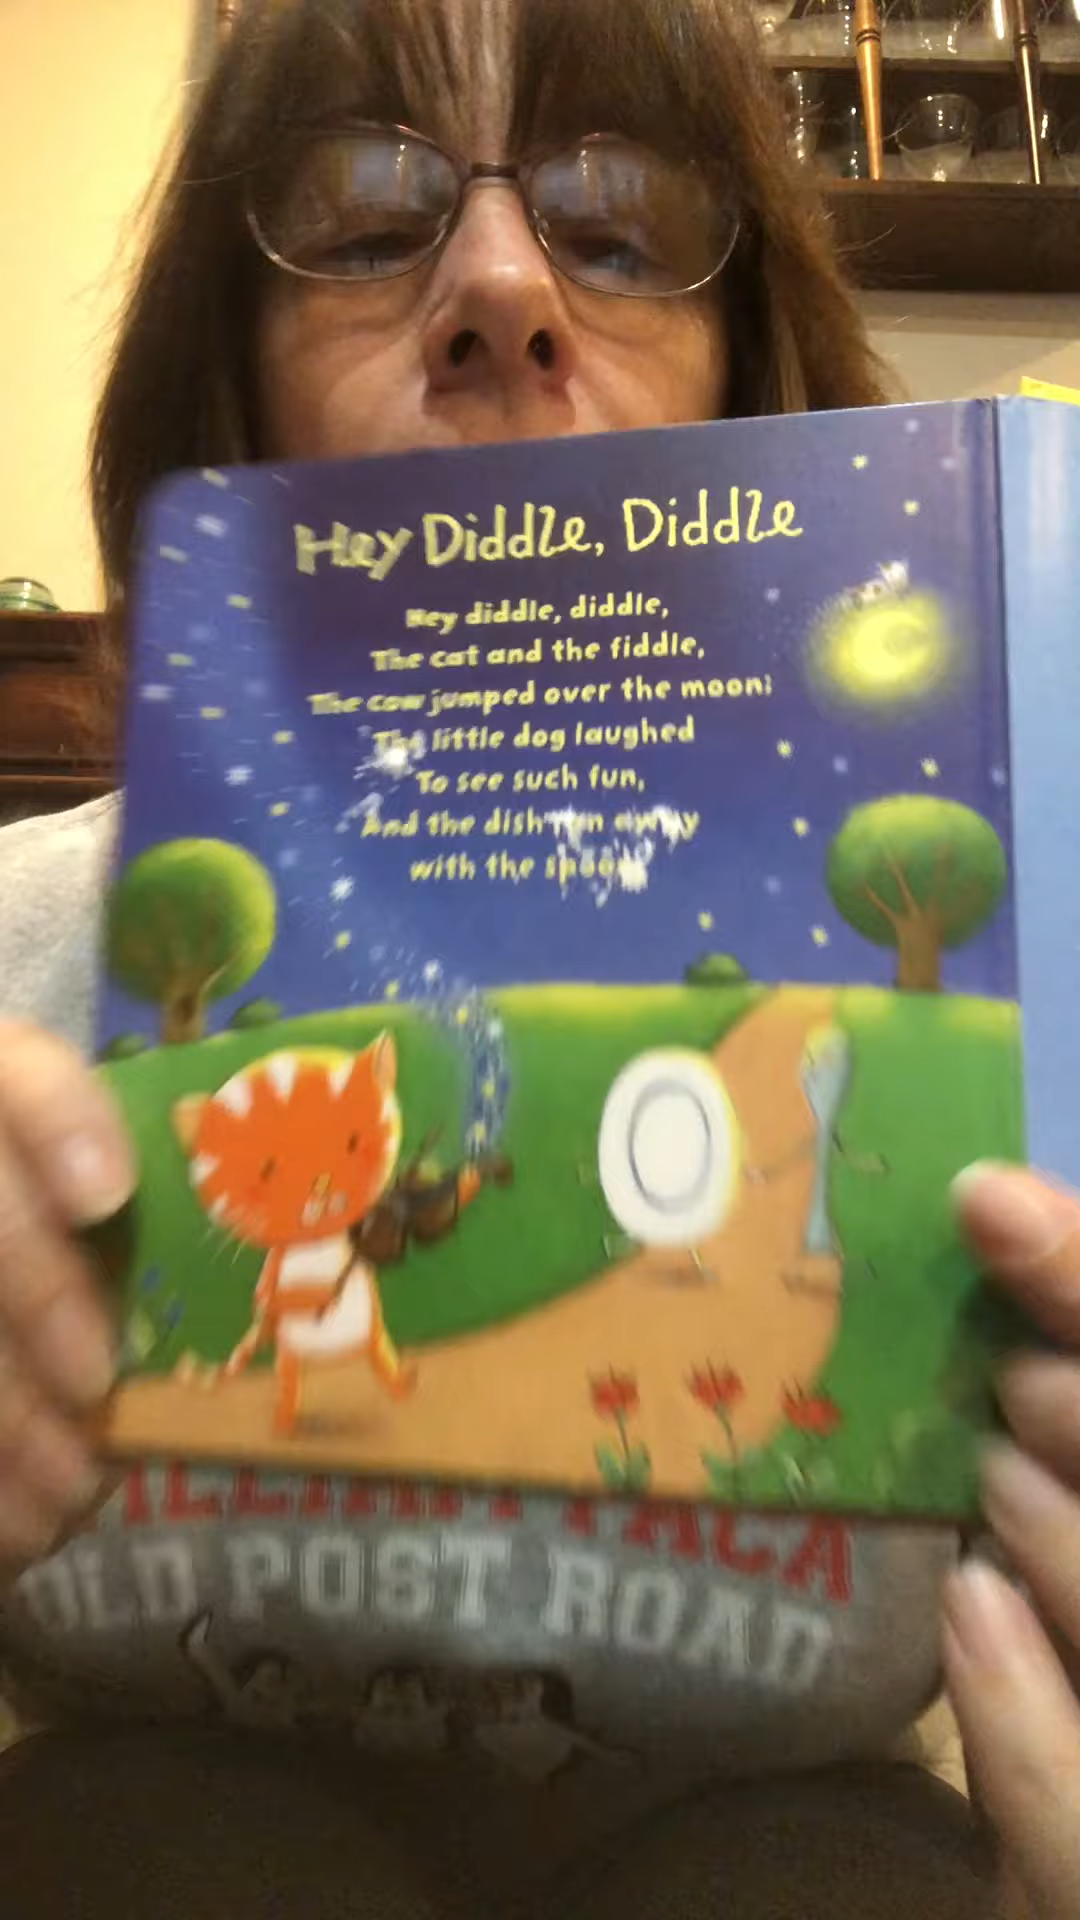 Hey Diddle, Diddle
Hey diddle, diddle,
The cat and the fiddle,
The cow jumped over the moon;
The little dog laughed
To see such fun,
And the dish ran away
with the spoon
OLD POST ROAD